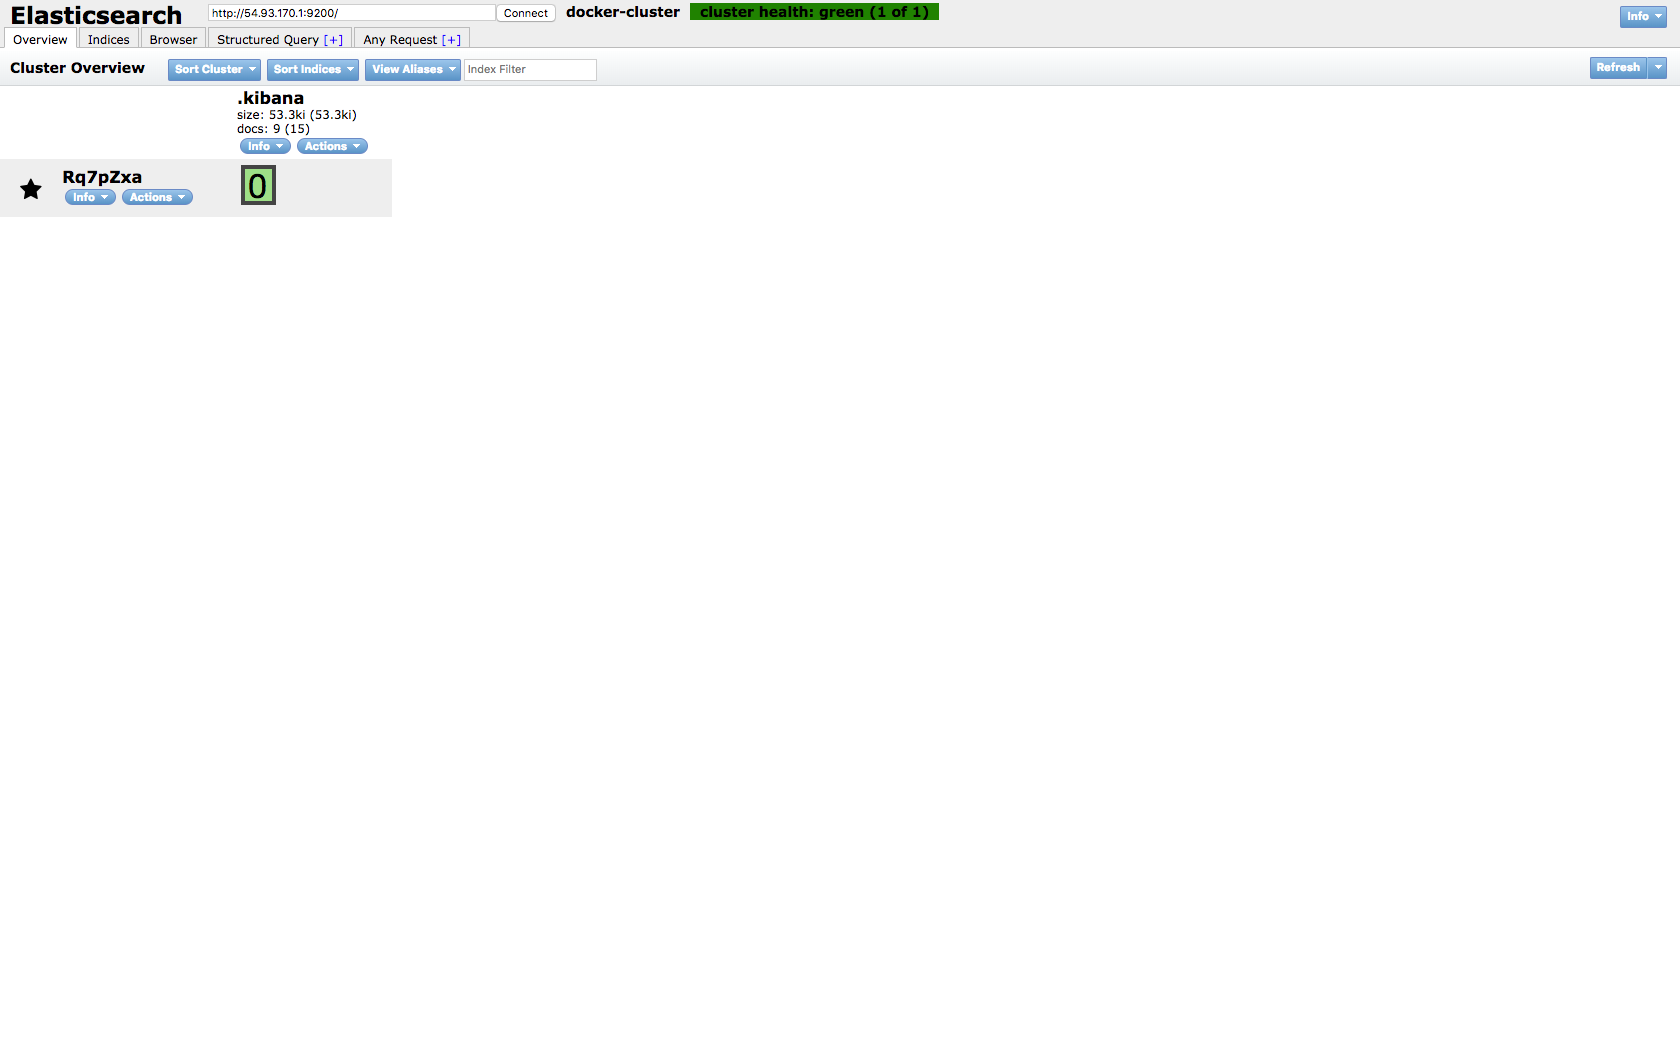 Elasticsearch http://54.93.170.1:9200/ Connect docker-cluster cluster health: green (1 of 1) Info
Overview Indices Browser Structured Query [+] Any Request [+]
Cluster Overview Sort Cluster Sort Indices View Aliases Index Filter Refresh
.kibana
size: 53.3ki (53.3ki)
docs: 9 (15)
Info Actions
Rq7pZxa
Info Actions
0